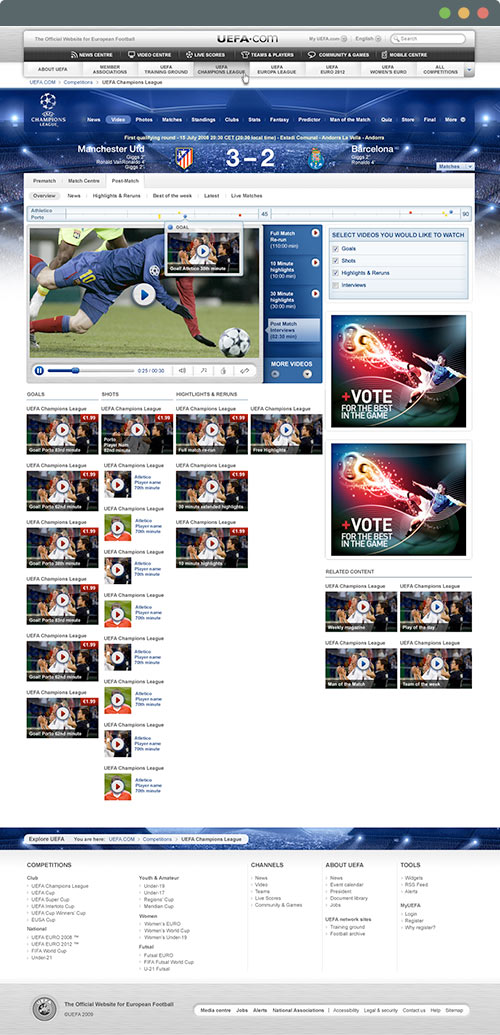 The Official Website for European Football
UEFA.com
My UEFA.com
English
Search
NEWS CENTRE
VIDEO CENTRE
LIVE SCORES
TEAMS & PLAYERS
COMMUNITY & GAMES
MOBILE CENTRE
ABOUT UEFA
MEMBER ASSOCIATIONS
UEFA TRAINING GROUND
UEFA CHAMPIONS LEAGUE
UEFA EUROPA LEAGUE
UEFA EURO 2012
UEFA WOMEN'S EURO
ALL COMPETITIONS
UEFA.COM > Competitions > UEFA Champions League
UEFA CHAMPIONS LEAGUE
News Video Photos Matches Standings Clubs Stats Fantasy Predictor Man of the Match Quiz Store Final More
First qualifying round - 15 July 2008 20:30 CET (20:30 local time) - Estadi Comunal - Andorra La Vella - Andorra
Manchester Utd
Giggs 2'
Ronald VanRonaldo 4'
Giggs 2'
3 – 2
Barcelona
Giggs 2'
Ronaldo 4'
Matches
Prematch Match Centre Post-Match
Overview News Highlights & Reruns Best of the week Latest Live Matches
Athletico
Porto
45
90
GOAL
Goal! Atletico 30th minute
0:25 / 00:30
Full Match Re-run
(110:00 min)
10 Minute highlights
(10:00 min)
30 Minute highlights
(30:00 min)
Post Match Interviews
(02:30 min)
MORE VIDEOS
SELECT VIDEOS YOU WOULD LIKE TO WATCH
Goals
Shots
Highlights & Reruns
Interviews
+VOTE
FOR THE BEST
IN THE GAME
+VOTE
FOR THE BEST
IN THE GAME
GOALS
UEFA Champions League
€1.99
Goal! Porto 83rd minute
UEFA Champions League
€1.99
Goal! Porto 62nd minute
UEFA Champions League
€1.99
Goal! Porto 38th minute
UEFA Champions League
€1.99
Goal! Porto 62nd minute
UEFA Champions League
€1.99
Goal! Porto 62nd minute
UEFA Champions League
€1.99
Goal! Porto 62nd minute
SHOTS
UEFA Champions League
€1.99
Porto
Player Num
82nd minute
UEFA Champions League
Atletico
Player name
70th minute
UEFA Champions League
Atletico
Player name
70th minute
UEFA Champions League
Atletico
Player name
70th minute
UEFA Champions League
Atletico
Player name
70th minute
UEFA Champions League
Atletico
Player name
70th minute
UEFA Champions League
Atletico
Player name
70th minute
UEFA Champions League
Atletico
Player name
70th minute
UEFA Champions League
Atletico
Player name
70th minute
HIGHTLIGHTS & RERUNS
UEFA Champions League
€1.99
Full match re-run
UEFA Champions League
Free Highlights
UEFA Champions League
€1.99
30 minute extended highlights
UEFA Champions League
€1.99
10 minute highlights
RELATED CONTENT
UEFA Champions League
Weekly magazine
UEFA Champions League
Play of the day
UEFA Champions League
Man of the Match
UEFA Champions League
Team of the week
Explore UEFA
You are here: UEFA.COM > Competitions > UEFA Champions League
COMPETITIONS
Club
UEFA Champions League
UEFA Cup
UEFA Super Cup
UEFA Intertoto Cup
UEFA Cup Winners' Cup
EUSA Cup
National
UEFA EURO 2008 ™
UEFA EURO 2012 ™
FIFA World Cup
Under-21
Youth & Amateur
Under-19
Under-17
Regions' Cup
Meridian Cup
Women
Women's EURO
Women's World Cup
Women's Under-19
Futsal
Futsal EURO
FIFA Futsal World Cup
U-21 Futsal
CHANNELS
News
Video
Teams
Live Scores
Community & Games
ABOUT UEFA
News
Event calendar
President
Document library
Jobs
UEFA network sites
Training ground
Football archive
TOOLS
Widgets
RSS Feed
Alerts
MyUEFA
Login
Register
Why register?
The Official Website for European Football
©UEFA 2009
Media centre Jobs Alerts National Associations | Accessibility Legal & security Contact us Help Sitemap